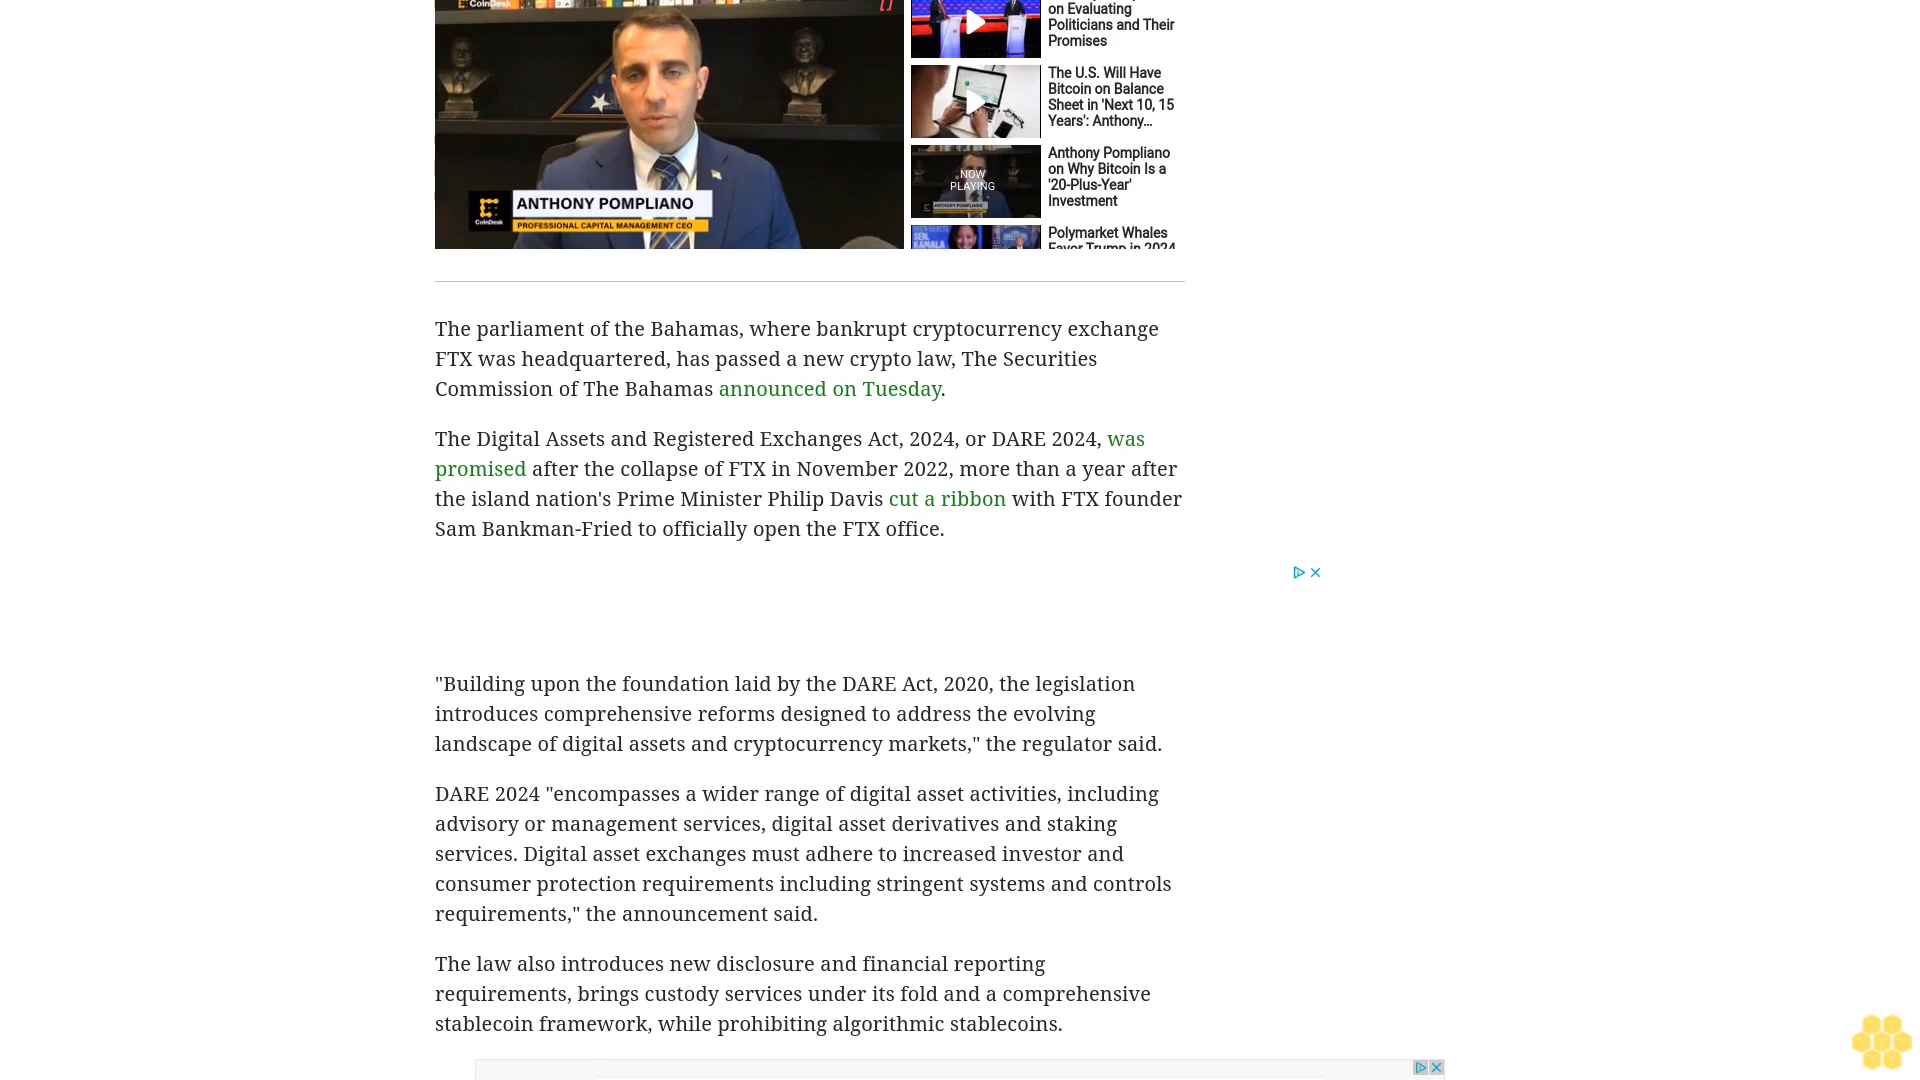 CoinDesk
on Evaluating
Politicians and Their
Promises
The U.S. Will Have
Bitcoin on Balance
Sheet in 'Next 10, 15
Years': Anthony...
Anthony Pompliano
on Why Bitcoin Is a
'20-Plus-Year'
Investment
NOW
PLAYING
ANTHONY POMPLIANO
CoinDesk
PROFESSIONAL CAPITAL MANAGEMENT CEO
Polymarket Whales
Favor Trump in 2024
The parliament of the Bahamas, where bankrupt cryptocurrency exchange
FTX was headquartered, has passed a new crypto law, The Securities
Commission of The Bahamas announced on Tuesday.
The Digital Assets and Registered Exchanges Act, 2024, or DARE 2024, was
promised after the collapse of FTX in November 2022, more than a year after
the island nation's Prime Minister Philip Davis cut a ribbon with FTX founder
Sam Bankman-Fried to officially open the FTX office.
"Building upon the foundation laid by the DARE Act, 2020, the legislation
introduces comprehensive reforms designed to address the evolving
landscape of digital assets and cryptocurrency markets," the regulator said.
DARE 2024 "encompasses a wider range of digital asset activities, including
advisory or management services, digital asset derivatives and staking
services. Digital asset exchanges must adhere to increased investor and
consumer protection requirements including stringent systems and controls
requirements," the announcement said.
The law also introduces new disclosure and financial reporting
requirements, brings custody services under its fold and a comprehensive
stablecoin framework, while prohibiting algorithmic stablecoins.